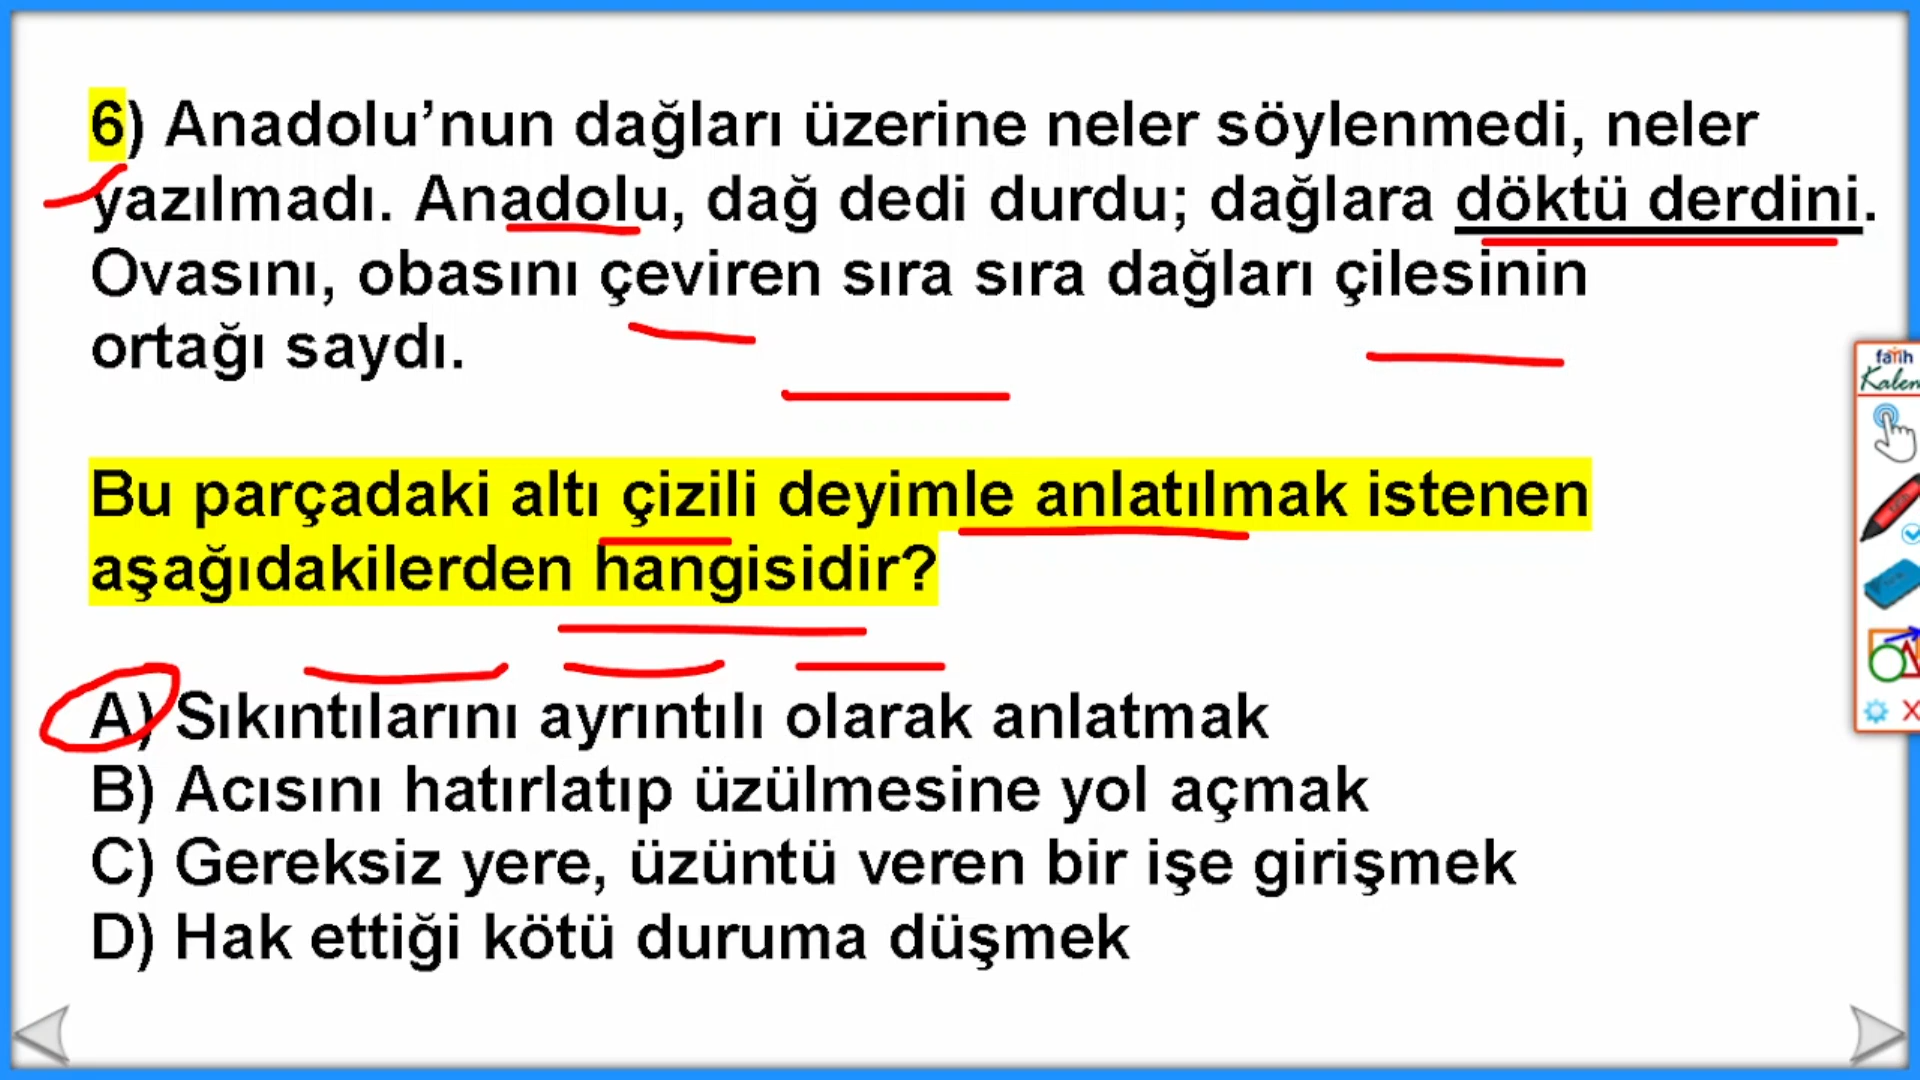 6) Anadolu’nun dağları üzerine neler söylenmedi, neler
yazılmadı. Anadolu, dağ dedi durdu; dağlara döktü derdini.
Ovasını, obasını çeviren sıra sıra dağları çilesinin
ortağı saydı.
Bu parçadaki altı çizili deyimle anlatılmak istenen
aşağıdakilerden hangisidir?
A) Sıkıntılarını ayrıntılı olarak anlatmak
B) Acısını hatırlatıp üzülmesine yol açmak
C) Gereksiz yere, üzüntü veren bir işe girişmek
D) Hak ettiği kötü duruma düşmek
fatih
Kalem